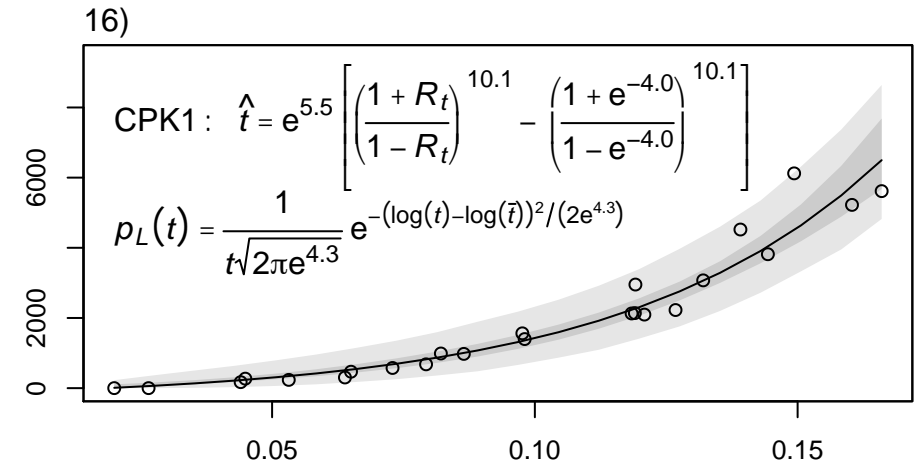 16)
CPK1 : t̂ = e^5.5 [((1 + R_t)/(1 − R_t))^10.1 − ((1 + e^−4.0)/(1 − e^−4.0))^10.1]
p_L(t) = 1/(t√(2πe^4.3)) e^−(log(t)−log(t̄))²/(2e^4.3)
6000
2000
0
0.05 0.10 0.15